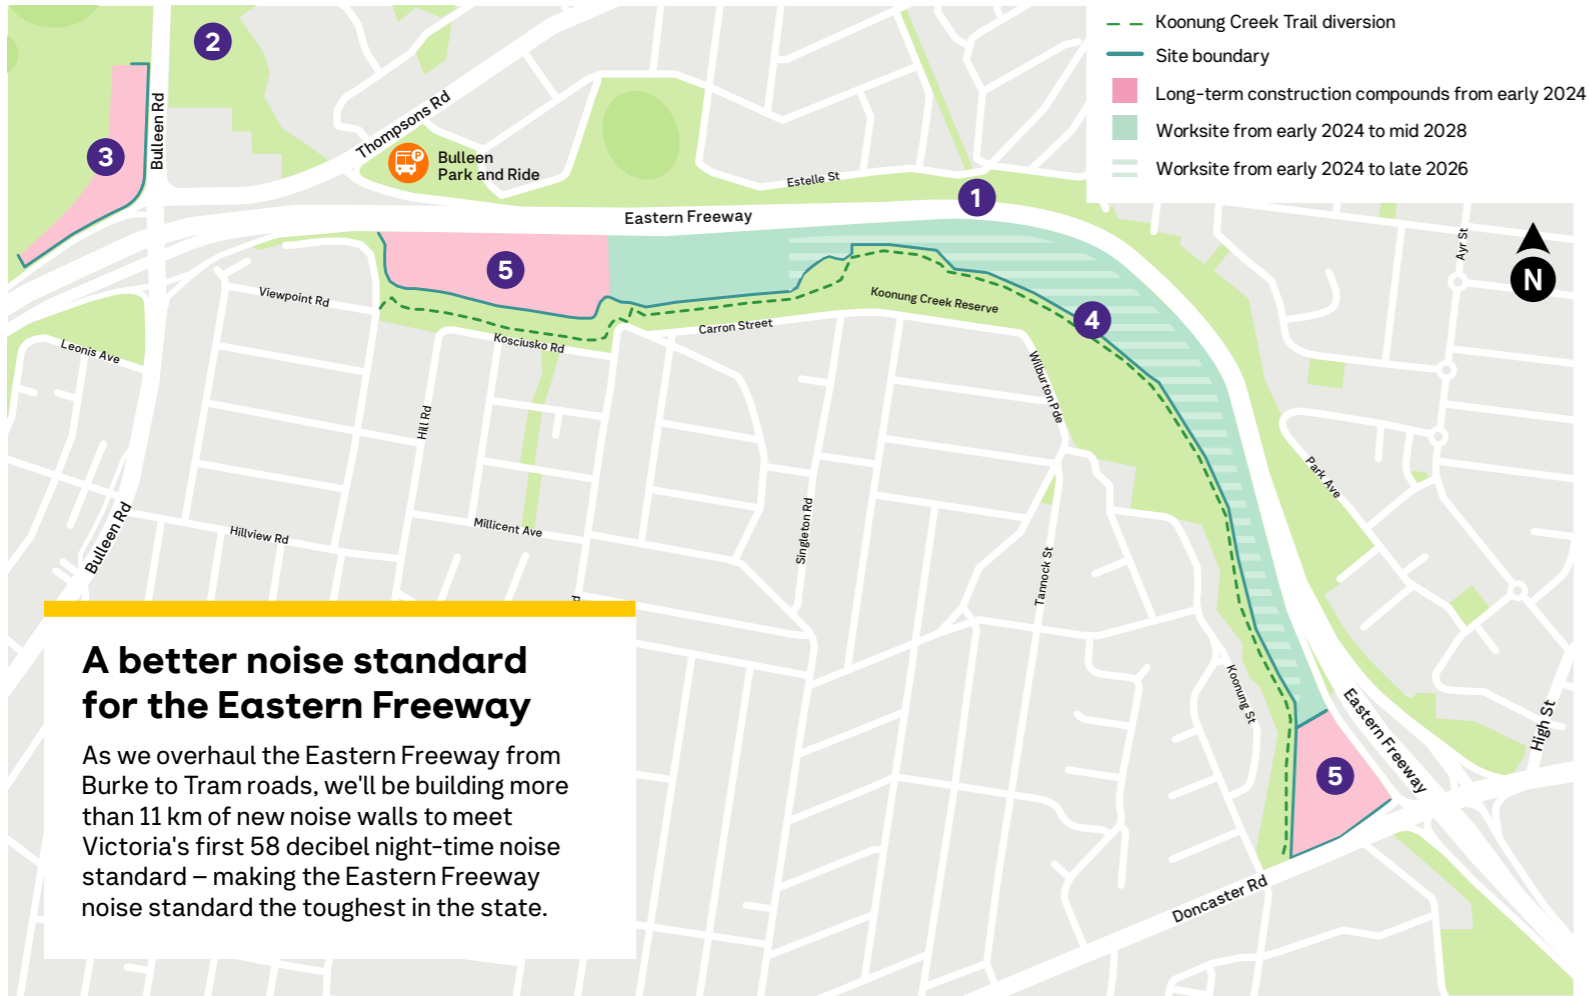 Koonung Creek Trail diversion
Site boundary
Long-term construction compounds from early 2024
Worksite from early 2024 to mid 2028
Worksite from early 2024 to late 2026
2
Bulleen Rd
Thompsons Rd
3
Bulleen
Park and Ride
P
Estelle St
1
Eastern Freeway
Ayr St
N
5
Viewpoint Rd
Koonung Creek Reserve
4
Carron Street
Kosciusko Rd
Leonis Ave
Wilburton Pde
Hill Rd
Park Ave
Bulleen Rd
Hillview Rd
Millicent Ave
Singleton Rd
Tannock St
Koonung St
Eastern Freeway
High St
5
Doncaster Rd
A better noise standard
for the Eastern Freeway
As we overhaul the Eastern Freeway from
Burke to Tram roads, we'll be building more
than 11 km of new noise walls to meet
Victoria's first 58 decibel night-time noise
standard – making the Eastern Freeway
noise standard the toughest in the state.